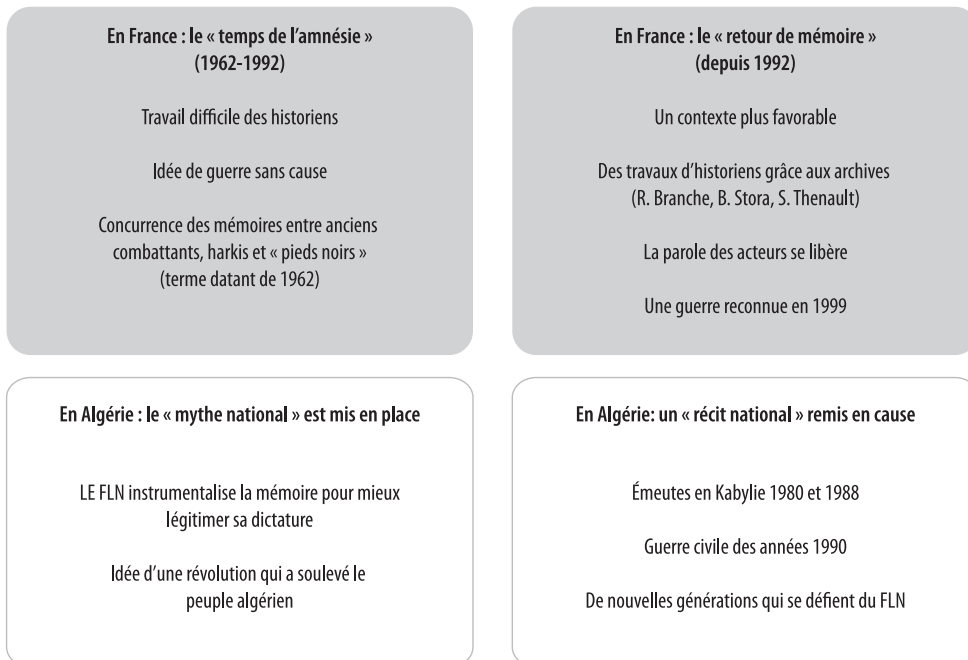 En France : le « temps de l’amnésie »
(1962-1992)
Travail difficile des historiens
Idée de guerre sans cause
Concurrence des mémoires entre anciens
combattants, harkis et « pieds noirs »
(terme datant de 1962)
En France : le « retour de mémoire »
(depuis 1992)
Un contexte plus favorable
Des travaux d’historiens grâce aux archives
(R. Branche, B. Stora, S. Thenault)
La parole des acteurs se libère
Une guerre reconnue en 1999
En Algérie : le « mythe national » est mis en place
LE FLN instrumentalise la mémoire pour mieux
légitimer sa dictature
Idée d’une révolution qui a soulevé le
peuple algérien
En Algérie: un « récit national » remis en cause
Émeutes en Kabylie 1980 et 1988
Guerre civile des années 1990
De nouvelles générations qui se défient du FLN